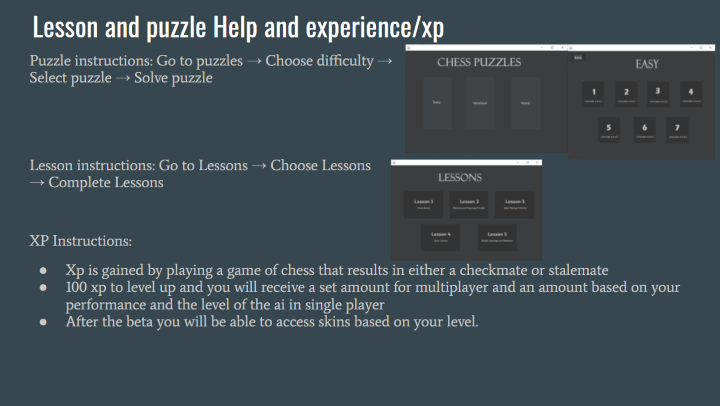 Lesson and puzzle Help and experience/xp
Puzzle instructions: Go to puzzles → Choose difficulty →
Select puzzle → Solve puzzle
CHESS PUZZLES
Easy
Medium
Hard
EASY
1
2
3
4
5
6
7
Lesson instructions: Go to Lessons → Choose Lessons
→ Complete Lessons
LESSONS
Lesson 1
Lesson 2
Lesson 3
Lesson 4
Lesson 5
XP Instructions:
● Xp is gained by playing a game of chess that results in either a checkmate or stalemate
● 100 xp to level up and you will receive a set amount for multiplayer and an amount based on your
performance and the level of the ai in single player
● After the beta you will be able to access skins based on your level.